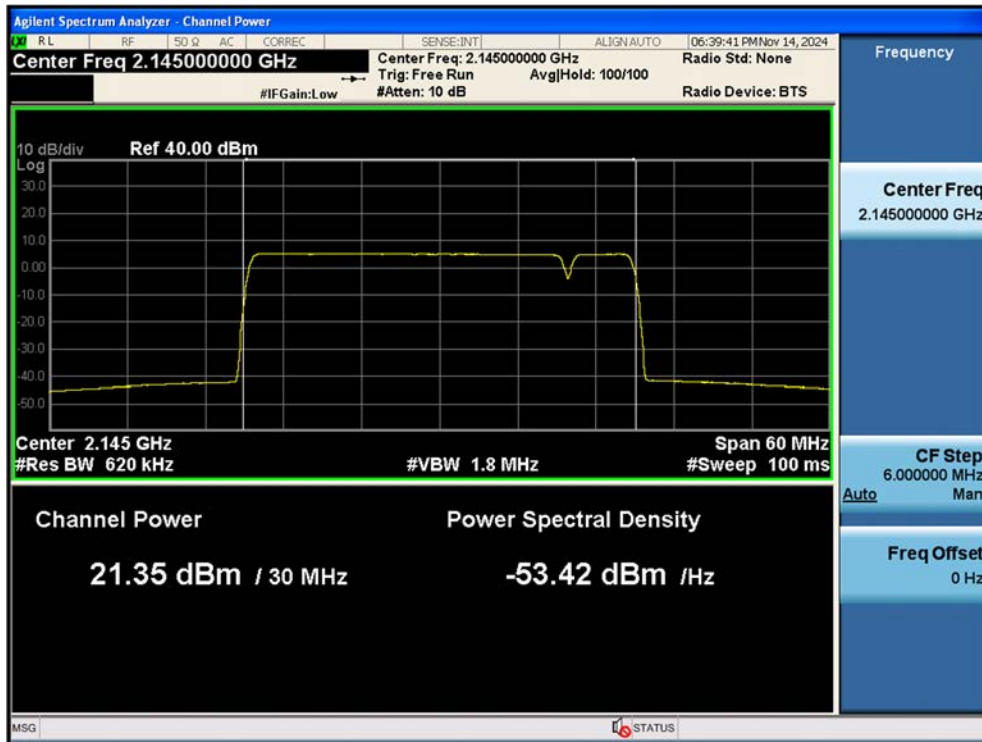 Agilent Spectrum Analyzer - Channel Power
LXI RL RF 50 Ω AC CORREC SENSE:INT ALIGNAUTO 06:39:41 PMNov 14, 2024
Center Freq 2.145000000 GHz
Center Freq: 2.145000000 GHz
Radio Std: None
Trig: Free Run
Avg|Hold: 100/100
#IFGain:Low
#Atten: 10 dB
Radio Device: BTS
10 dB/div
Ref 40.00 dBm
Log
30.0
20.0
10.0
0.00
-10.0
-20.0
-30.0
-40.0
-50.0
Center 2.145 GHz
Span 60 MHz
#Res BW 620 kHz
#VBW 1.8 MHz
#Sweep 100 ms
Channel Power
Power Spectral Density
21.35 dBm / 30 MHz
-53.42 dBm /Hz
MSG
STATUS
Frequency
Center Freq
2.145000000 GHz
CF Step
6.000000 MHz
Auto Man
Freq Offset
0 Hz